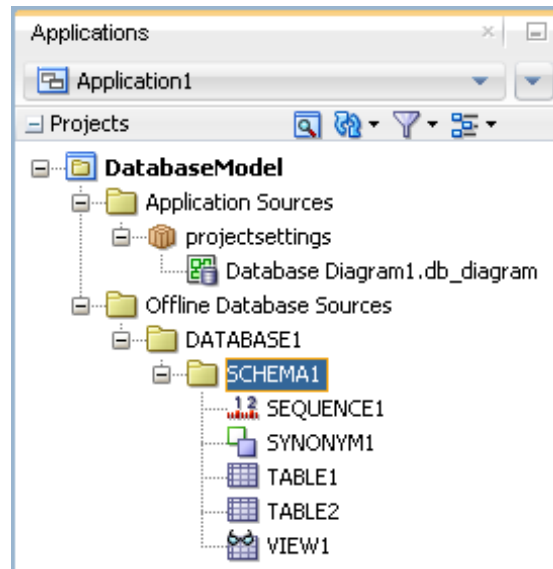 Applications
Application1
Projects
DatabaseModel
Application Sources
projectsettings
Database Diagram1.db_diagram
Offline Database Sources
DATABASE1
SCHEMA1
SEQUENCE1
SYNONYM1
TABLE1
TABLE2
VIEW1